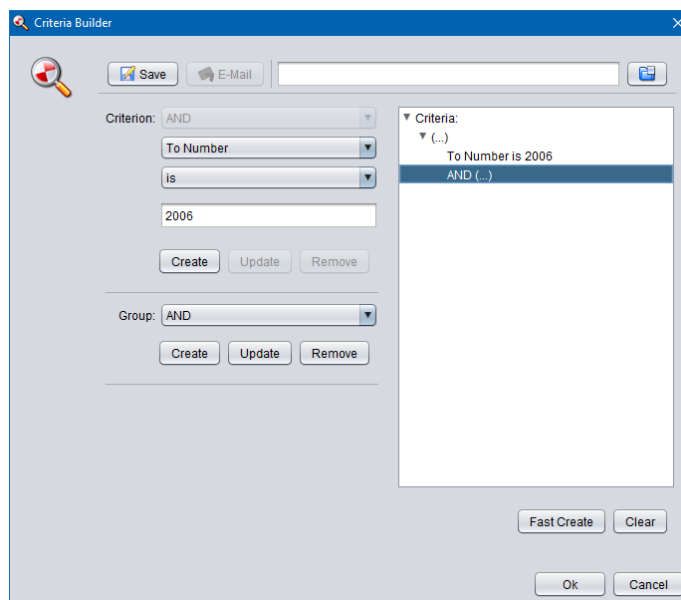 Criteria Builder
Save
E-Mail
Criterion: AND
To Number
is
2006
Create Update Remove
Group: AND
Create Update Remove
Criteria:
(...)
To Number is 2006
AND (...)
Fast Create Clear
Ok Cancel